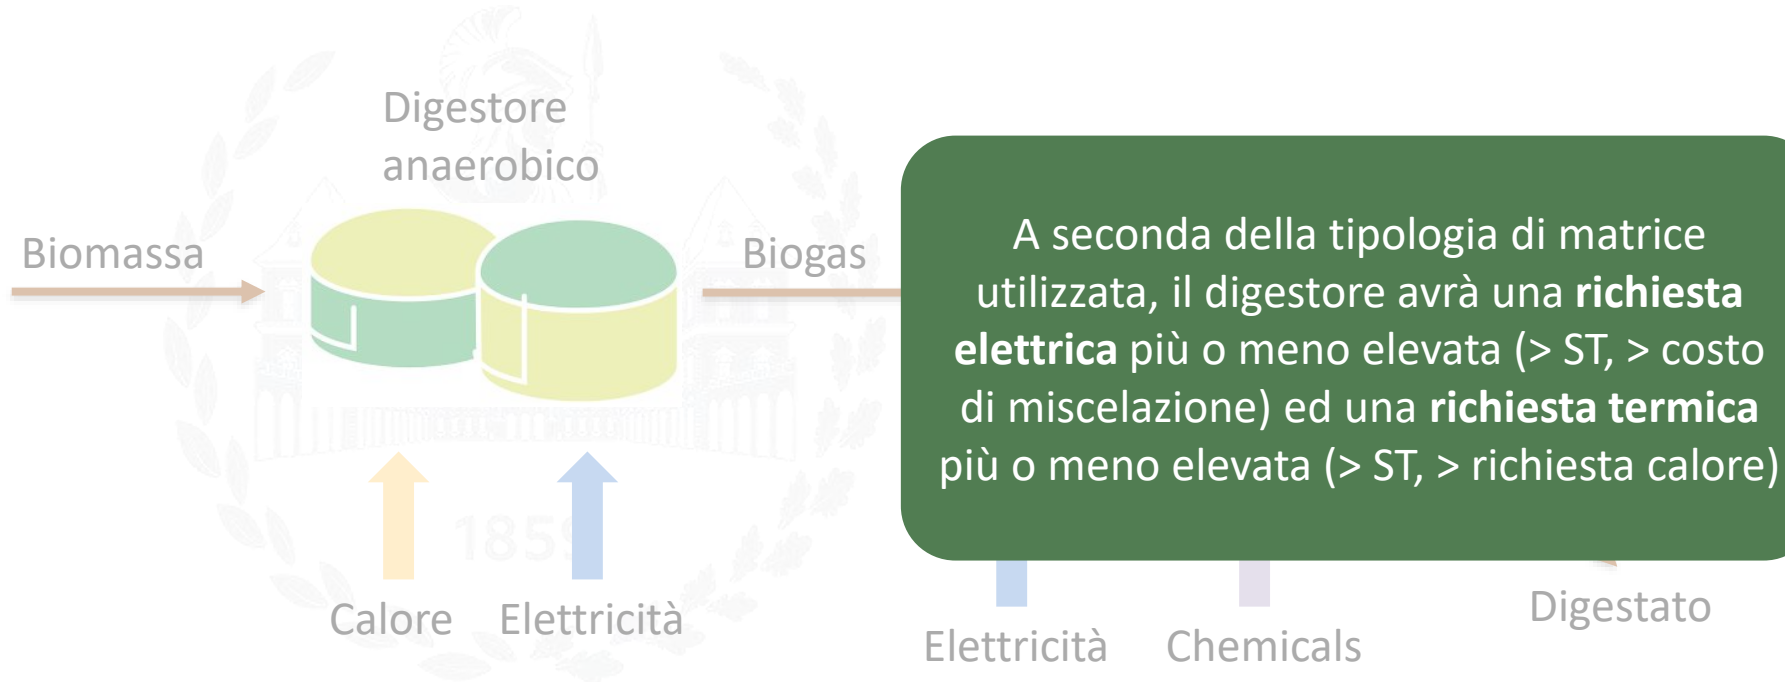 Digestore
anaerobico
Biomassa
Biogas
A seconda della tipologia di matrice
utilizzata, il digestore avrà una richiesta
elettrica più o meno elevata (> ST, > costo
di miscelazione) ed una richiesta termica
più o meno elevata (> ST, > richiesta calore)
1859
Calore
Elettricità
Elettricità
Chemicals
Digestato